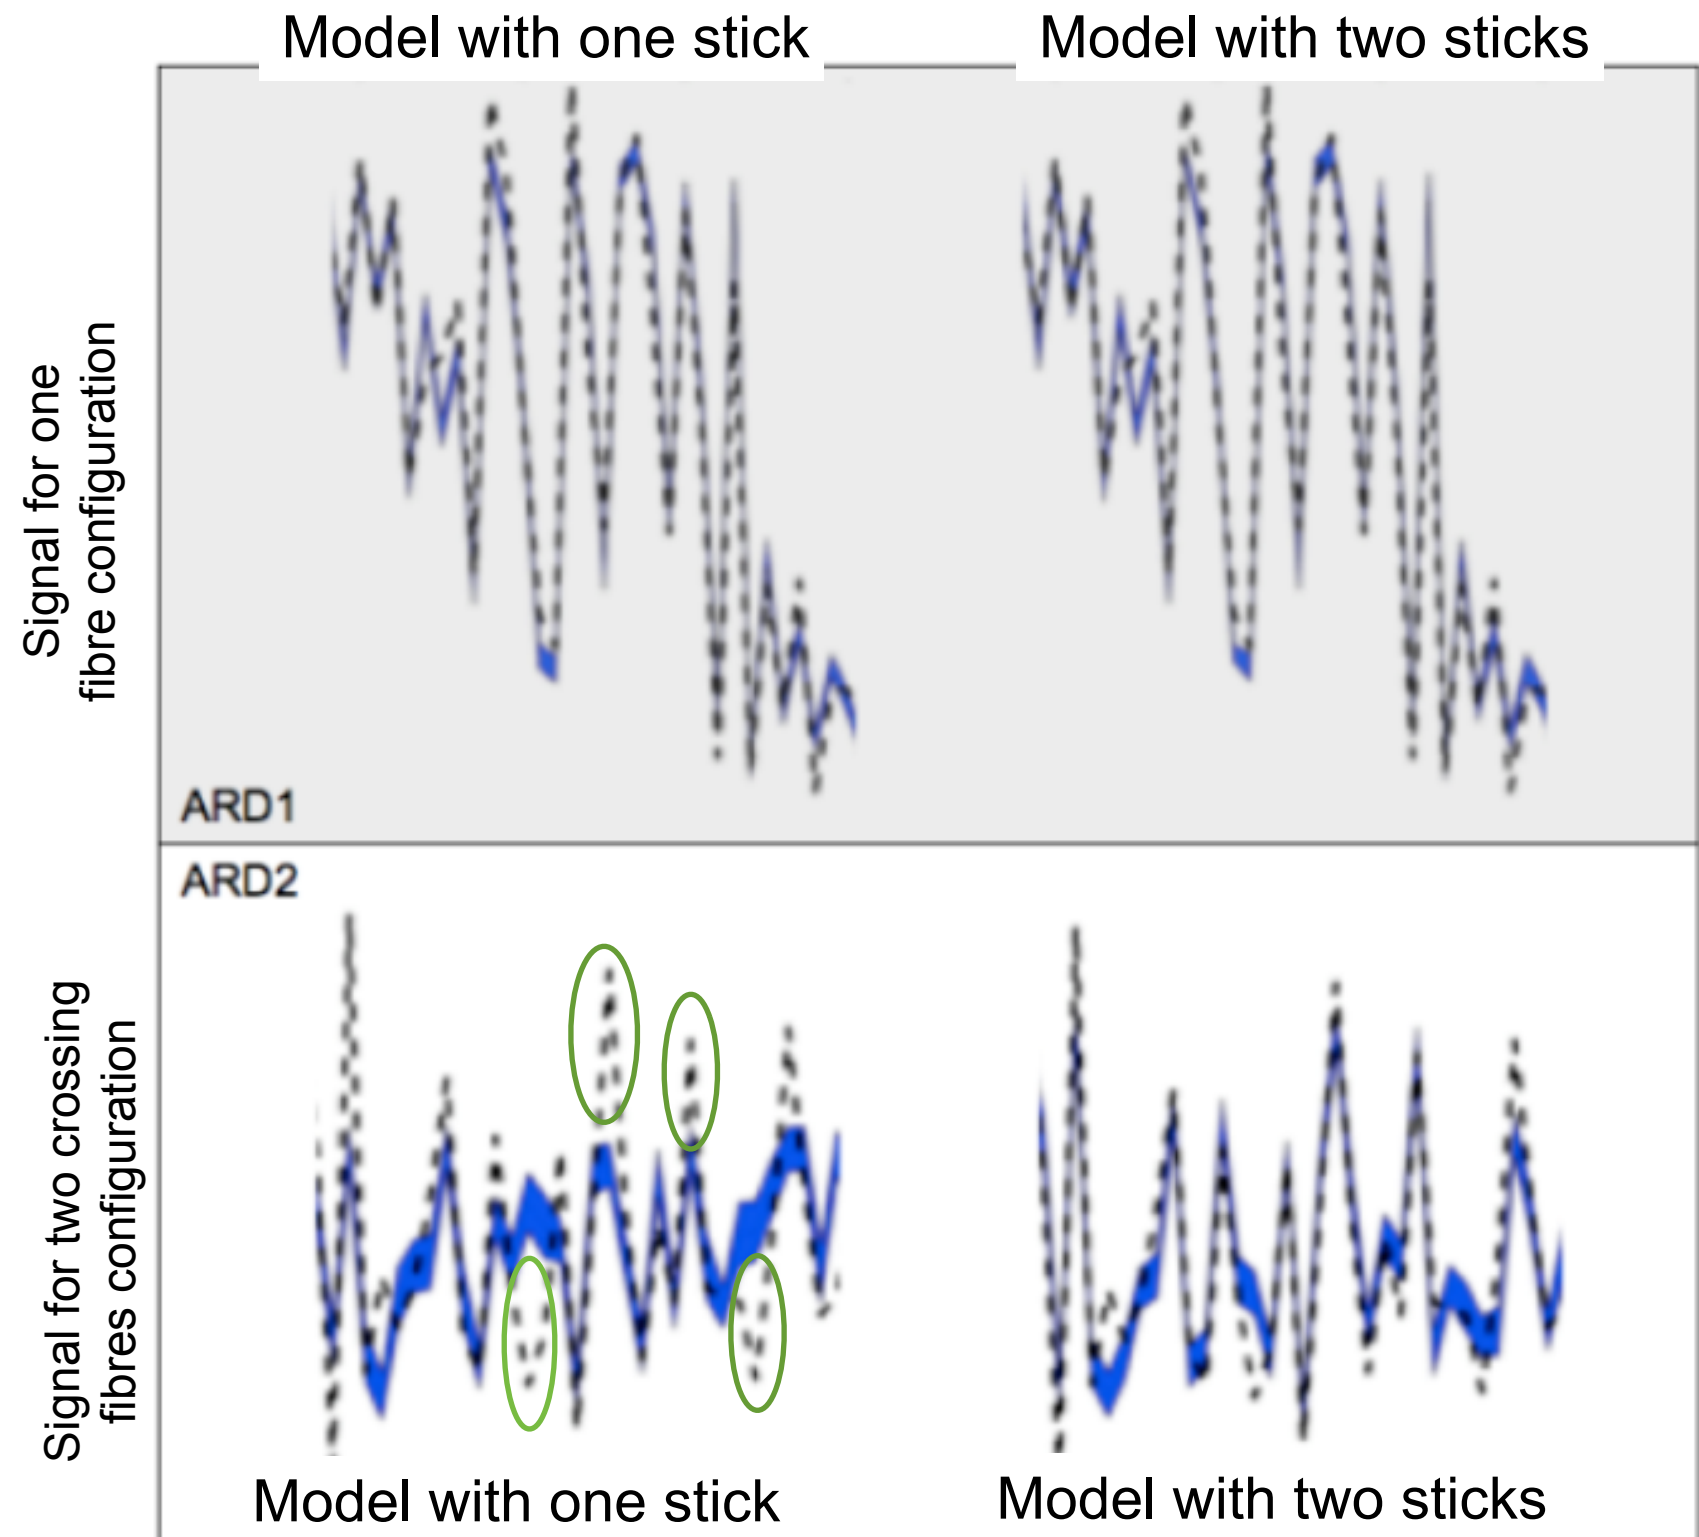 Model with one stick
Model with two sticks
Signal for one
fibre configuration
ARD1
ARD2
Signal for two crossing
fibres configuration
Model with one stick
Model with two sticks